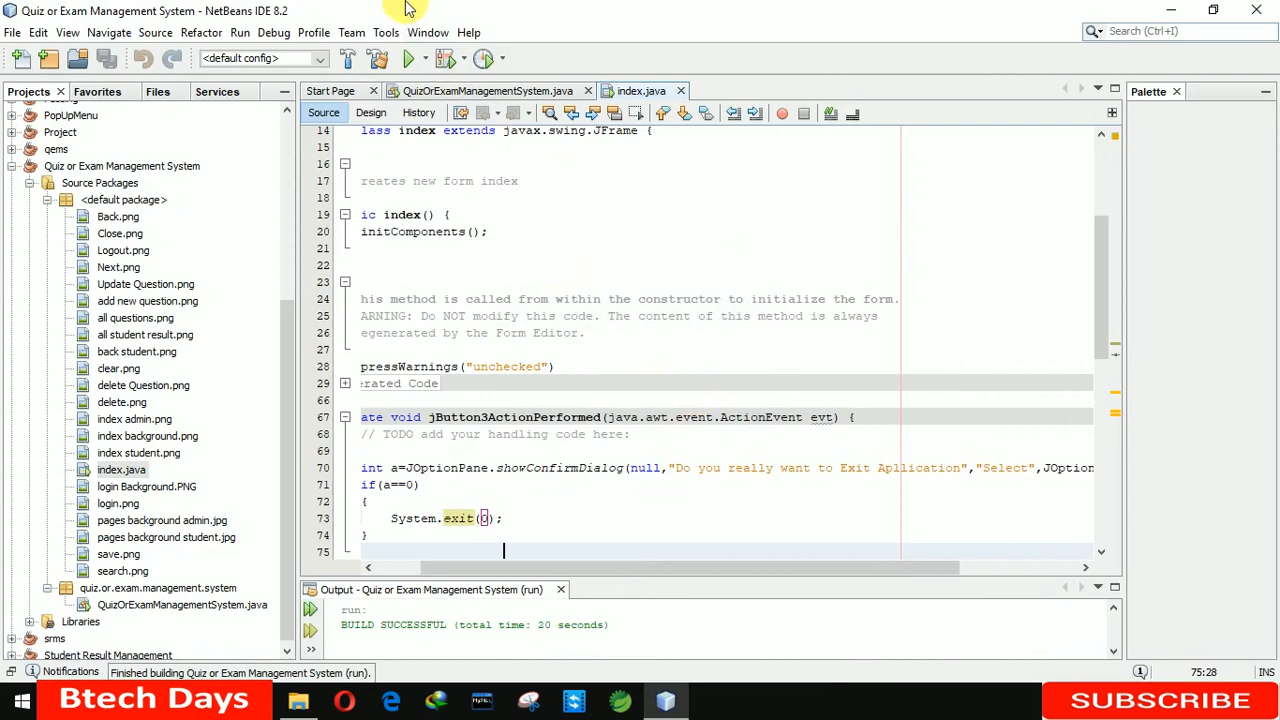 Quiz or Exam Management System - NetBeans IDE 8.2
File Edit View Navigate Source Refactor Run Debug Profile Team Tools Window Help
Search (Ctrl+I)
<default config>
Projects Favorites Files Services
Start Page QuizOrExamManagementSystem.java index.java
Palette
Source Design History
PopUpMenu
Project
qems
Quiz or Exam Management System
Source Packages
<default package>
Back.png
Close.png
Logout.png
Next.png
Update Question.png
add new question.png
all questions.png
all student result.png
back student.png
clear.png
delete Question.png
delete.png
index admin.png
index background.png
index student.png
index.java
login Background.PNG
login.png
pages background admin.jpg
pages background student.jpg
save.png
search.png
quiz.or.exam.management.system
QuizOrExamManagementSystem.java
Libraries
srms
Student Result Management
14 lass index extends javax.swing.JFrame {
15
16
17 reates new form index
18
19 ic index() {
20 initComponents();
21
22
23
24 his method is called from within the constructor to initialize the form.
25 ARNING: Do NOT modify this code. The content of this method is always
26 egenerated by the Form Editor.
27
28 pressWarnings("unchecked")
29 erated Code
66
67 ate void jButton3ActionPerformed(java.awt.event.ActionEvent evt) {
68 // TODO add your handling code here:
69
70 int a=JOptionPane.showConfirmDialog(null,"Do you really want to Exit Apllication","Select",JOption
71 if(a==0)
72 {
73 System.exit(0);
74 }
75
Output - Quiz or Exam Management System (run)
run:
BUILD SUCCESSFUL (total time: 20 seconds)
Notifications Finished building Quiz or Exam Management System (run).
75:28 INS
Btech Days
SUBSCRIBE